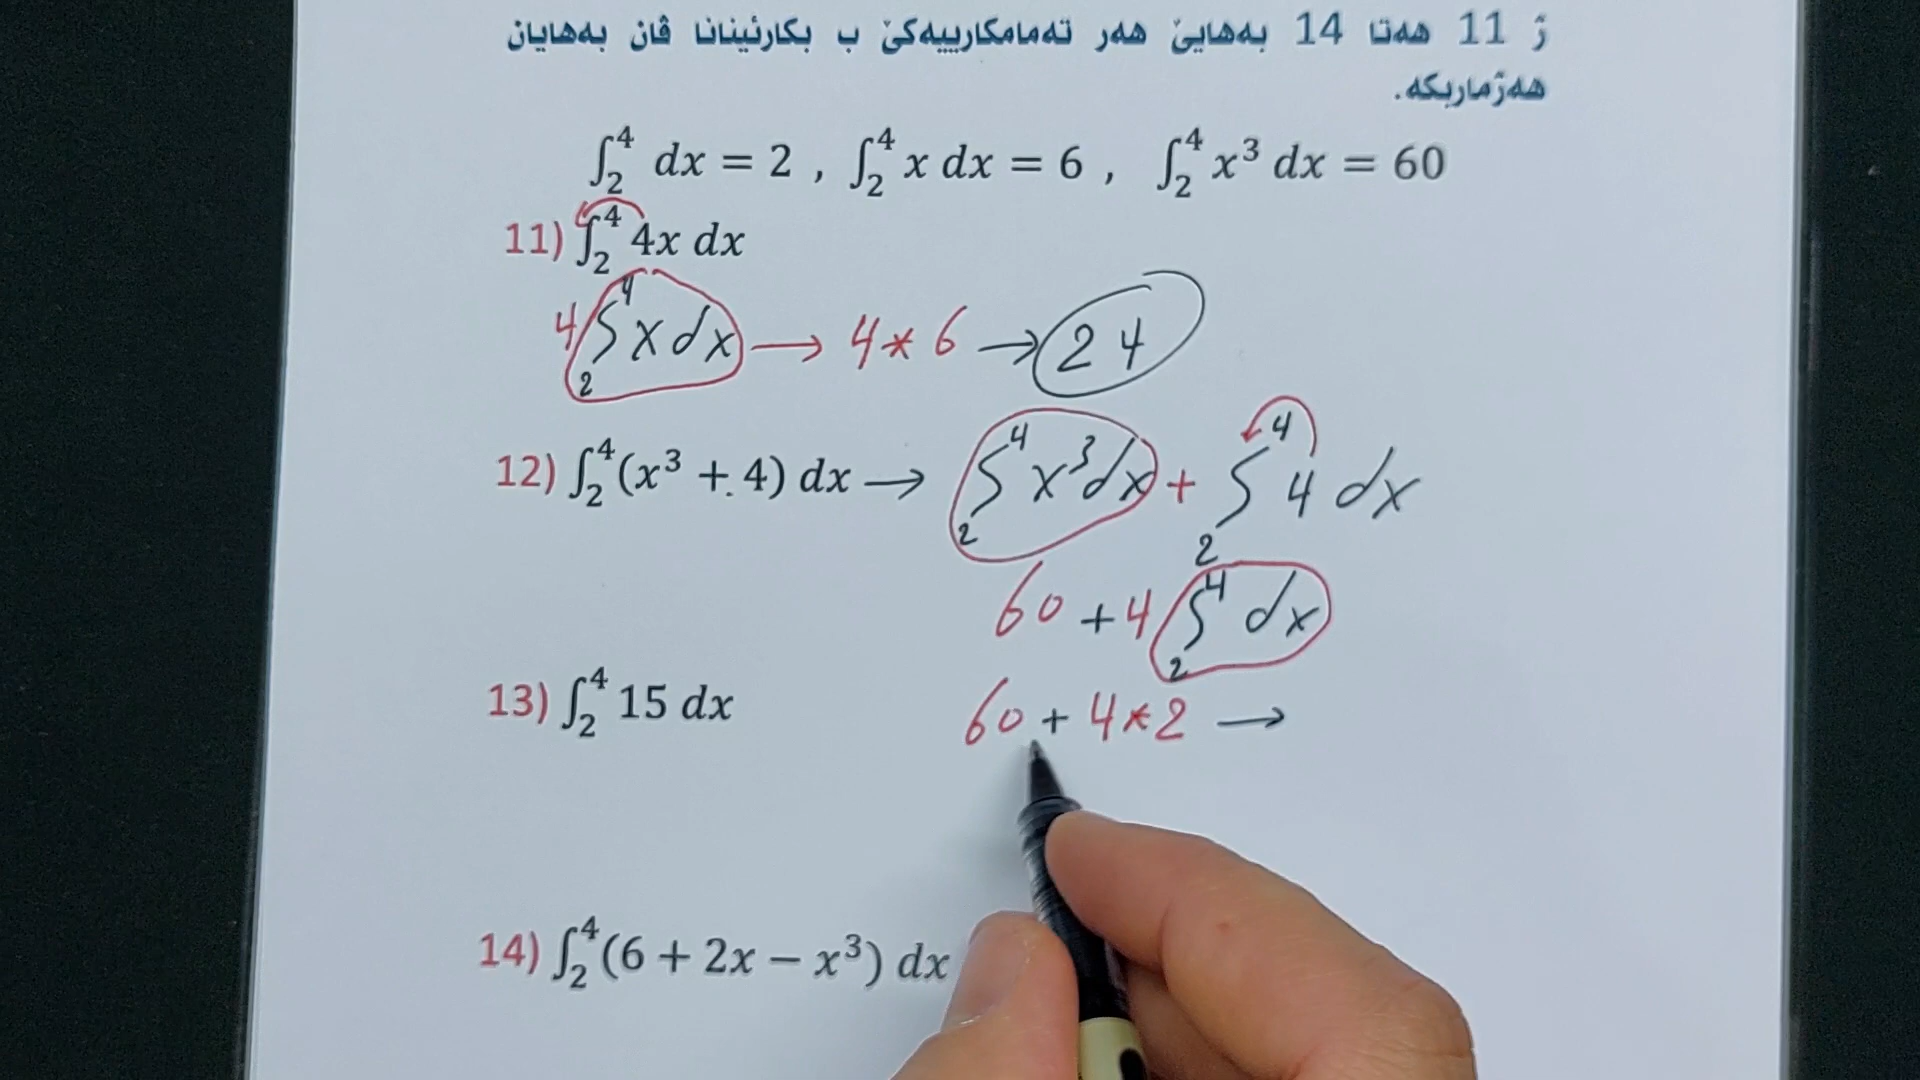 ژ 11 هەتا 14 بەهایێ هەر تەمامکارییەکێ ب بکارئینانا ڤان بەهایان
هەژماربکە.
∫₂⁴ dx = 2 , ∫₂⁴ x dx = 6 , ∫₂⁴ x³ dx = 60
11) ∫₂⁴ 4x dx
4 ∫₂⁴ x dx → 4 * 6 → 24
12) ∫₂⁴ (x³ + 4) dx → ∫₂⁴ x³ dx + ∫₂⁴ 4 dx
60 + 4 ∫₂⁴ dx
13) ∫₂⁴ 15 dx
60 + 4 * 2 →
14) ∫₂⁴ (6 + 2x − x³) dx